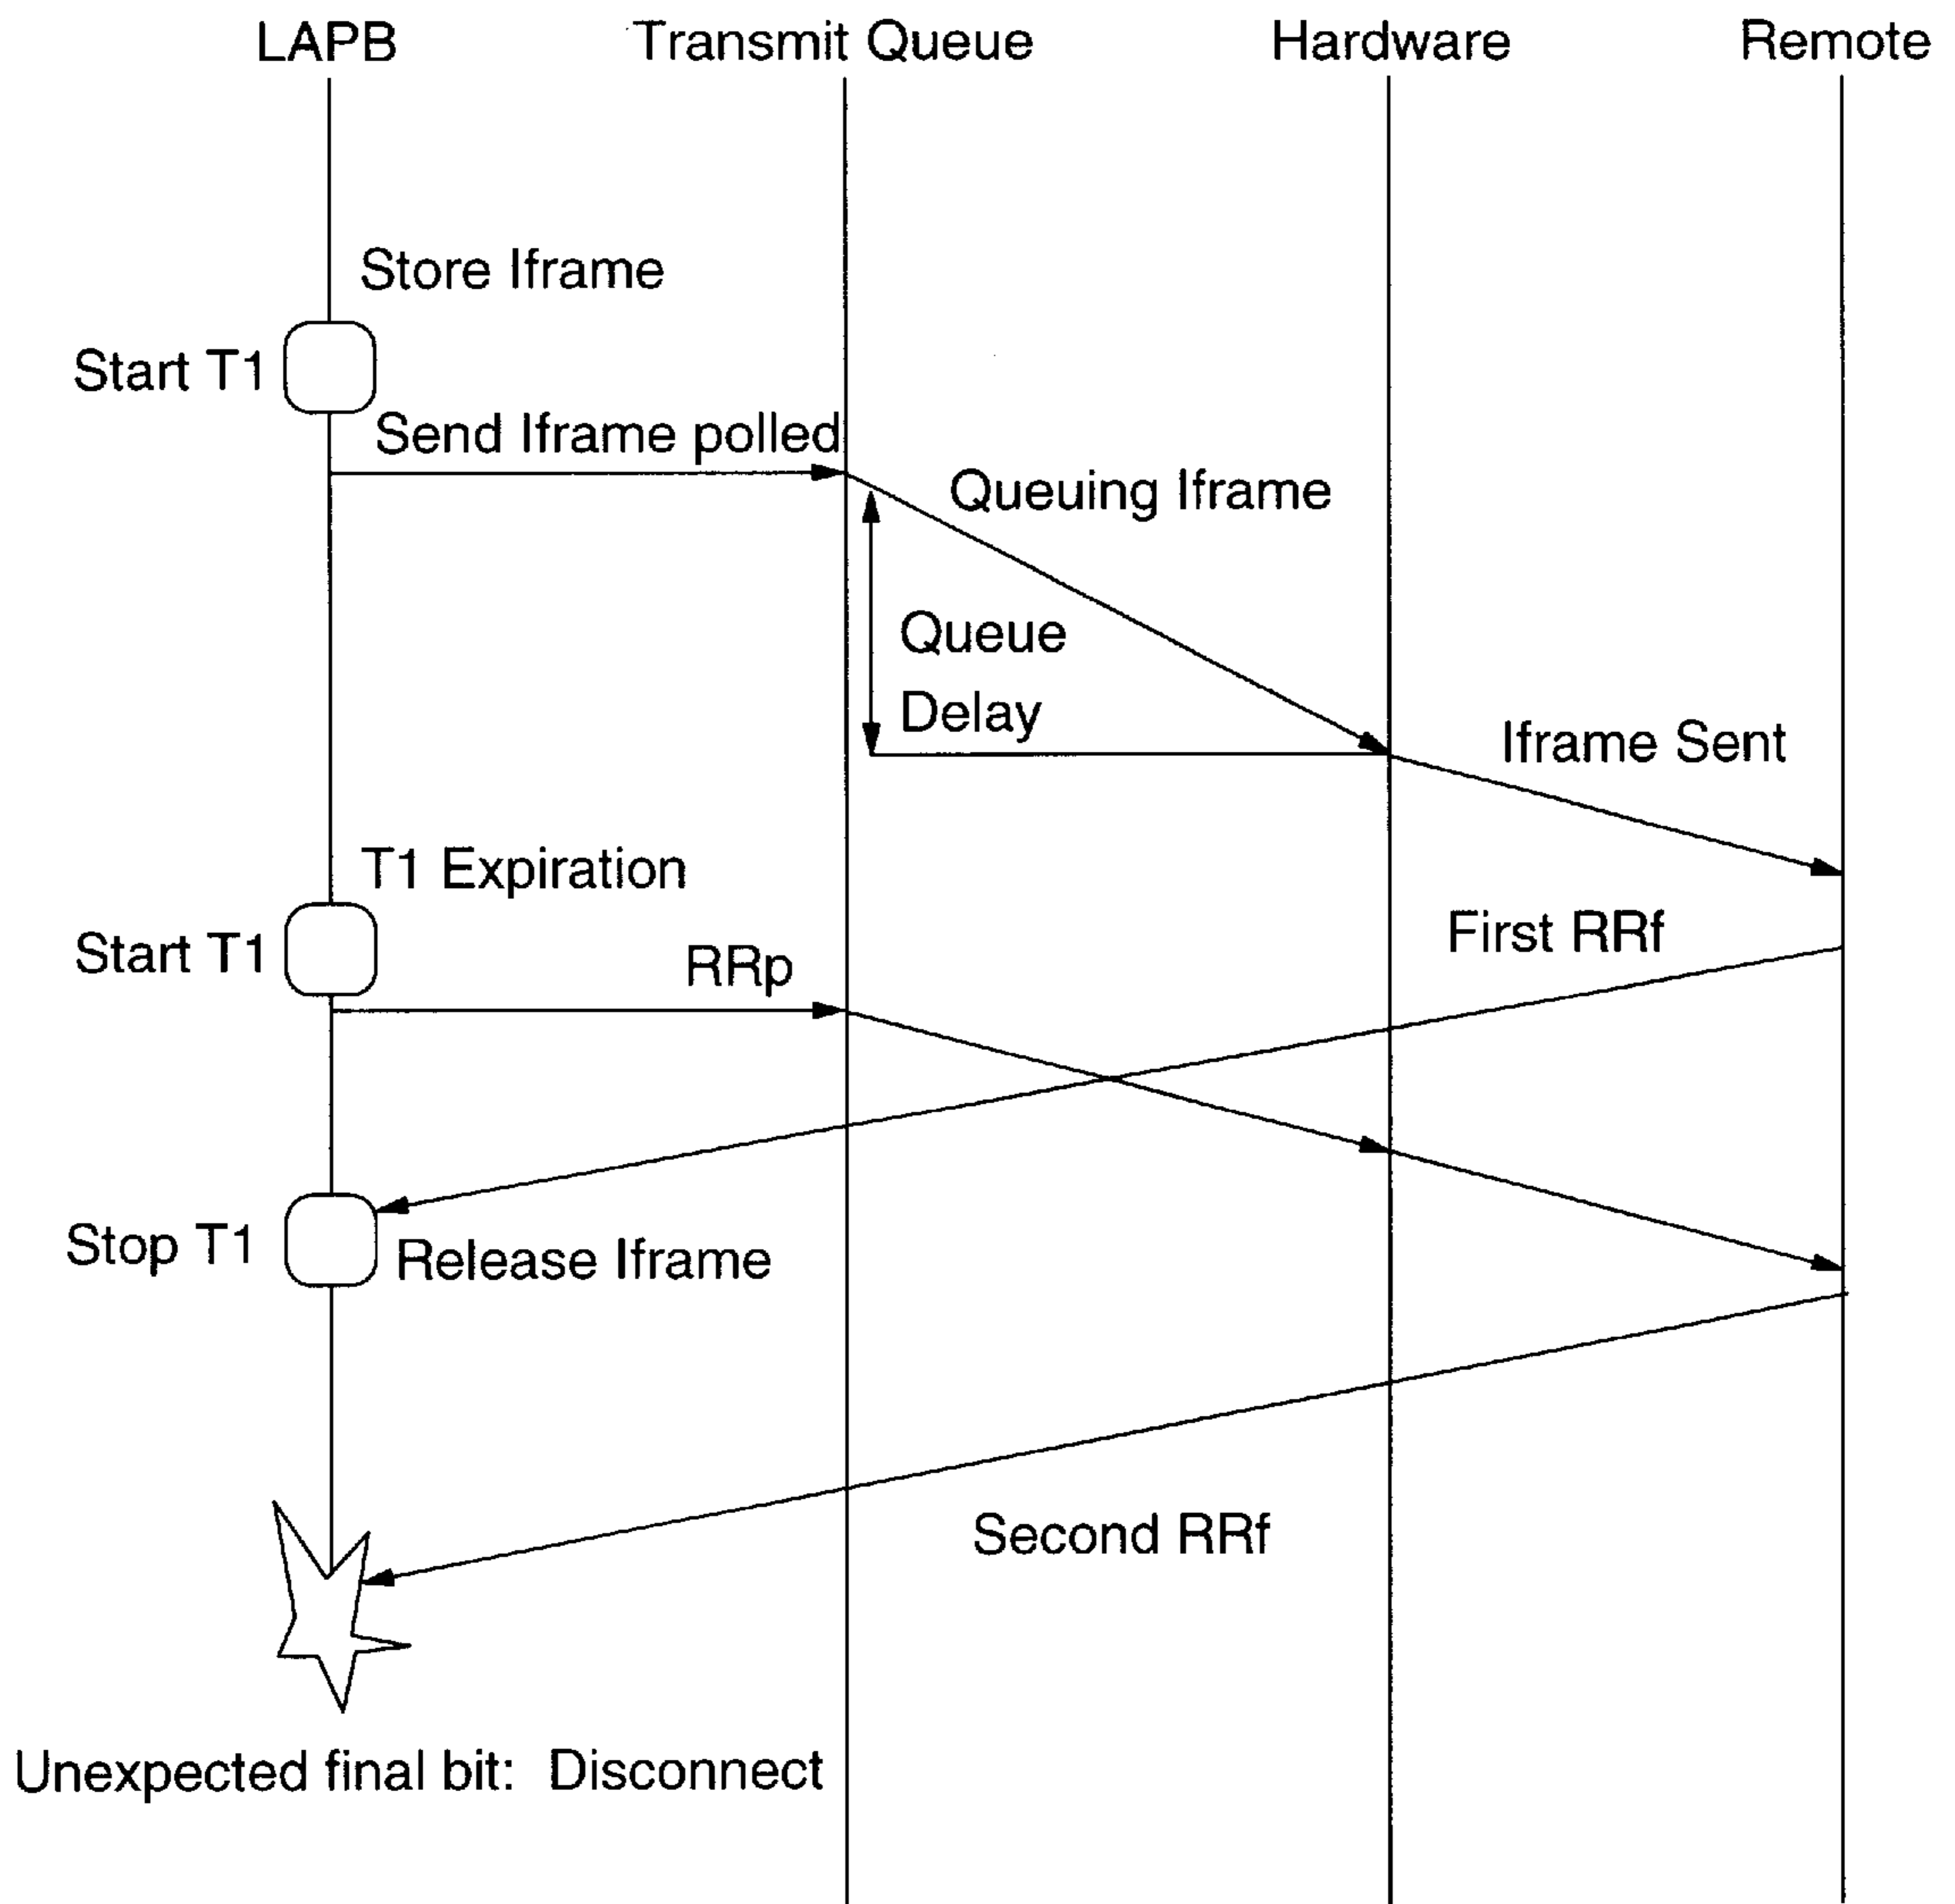 LAPB
Transmit Queue
Hardware
Remote
Store Iframe
Start T1
Send Iframe polled
Queuing Iframe
Queue
Delay
Iframe Sent
T1 Expiration
First RRf
Start T1
RRp
Stop T1
Release Iframe
Second RRf
Unexpected final bit: Disconnect